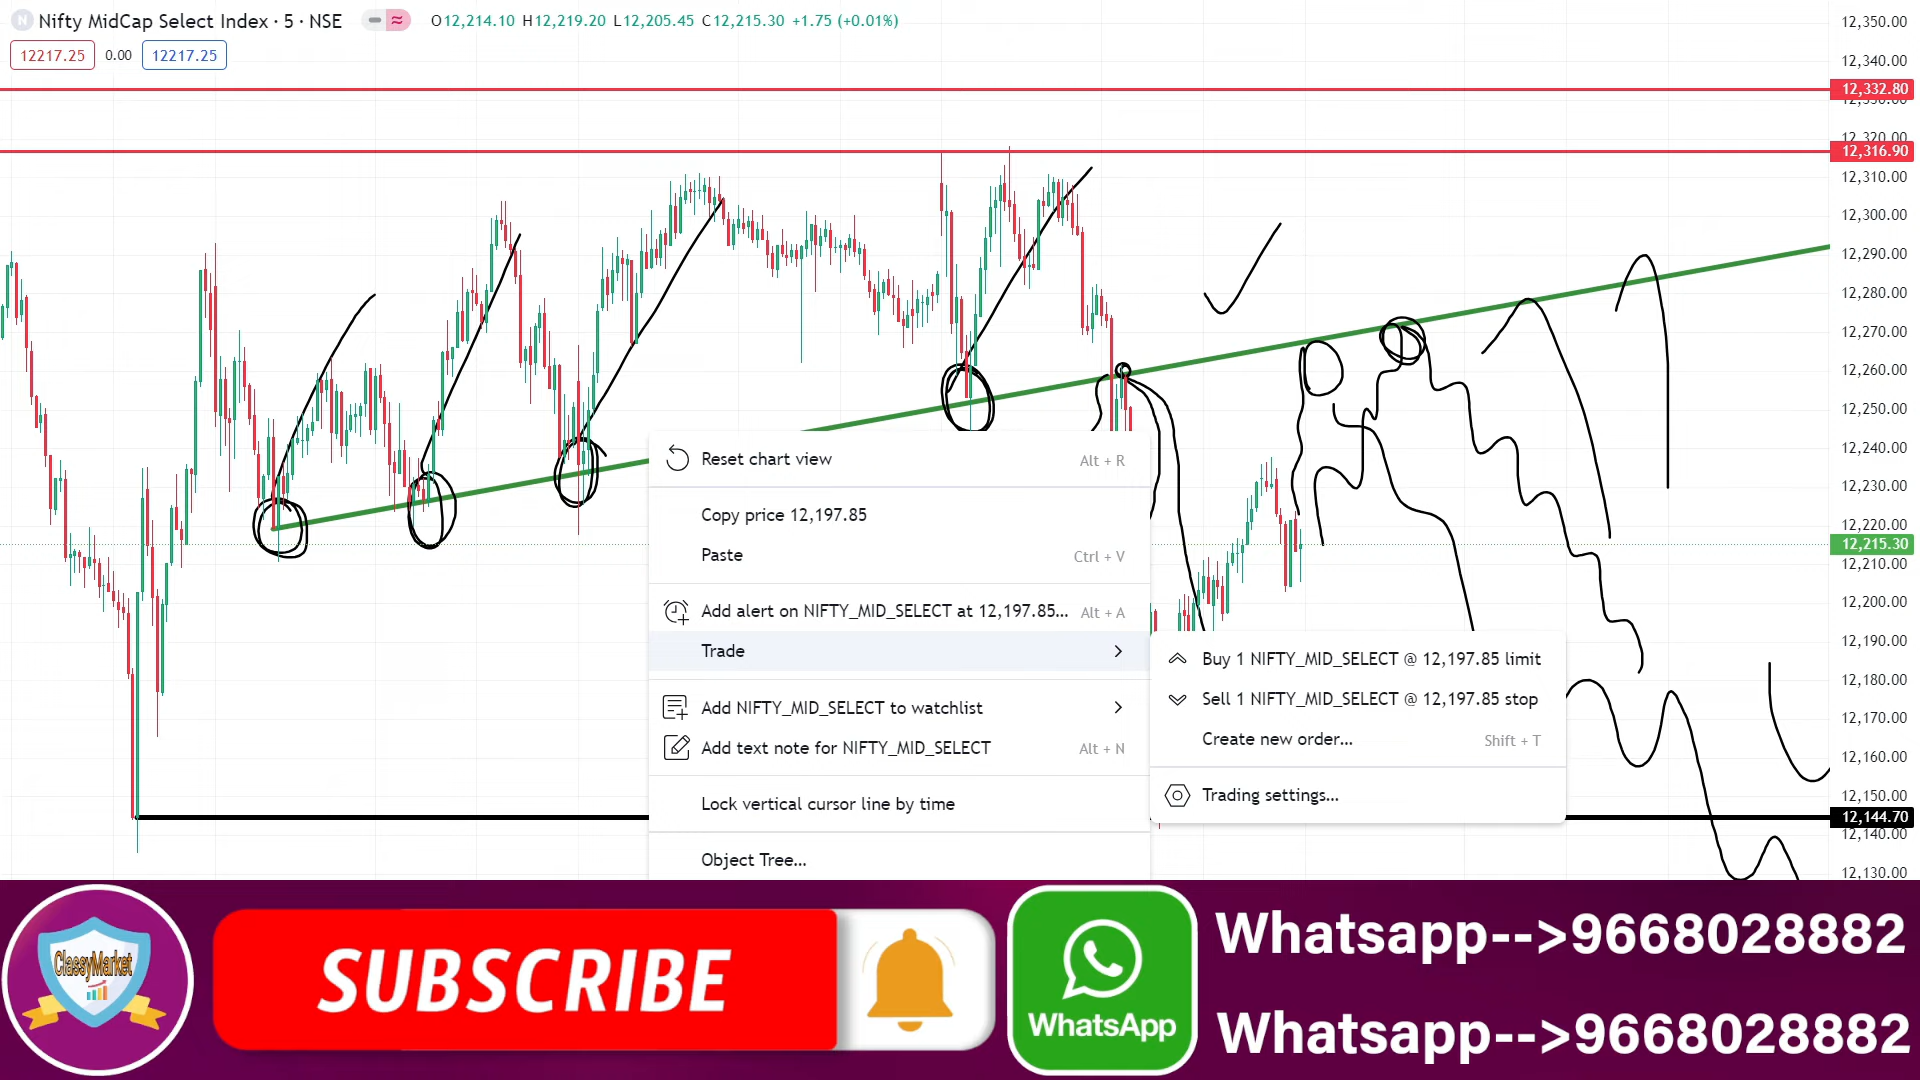 N Nifty MidCap Select Index · 5 · NSE O12,214.10 H12,219.20 L12,205.45 C12,215.30 +1.75 (+0.01%)
12217.25 0.00 12217.25
12,350.00
12,340.00
12,332.80
12,330.00
12,320.00
12,316.90
12,310.00
12,300.00
12,290.00
12,280.00
12,270.00
12,260.00
12,250.00
12,240.00
12,230.00
12,220.00
12,215.30
12,210.00
12,200.00
12,190.00
12,180.00
12,170.00
12,160.00
12,150.00
12,144.70
12,140.00
12,130.00
Reset chart view Alt + R
Copy price 12,197.85
Paste Ctrl + V
Add alert on NIFTY_MID_SELECT at 12,197.85... Alt + A
Trade
Add NIFTY_MID_SELECT to watchlist
Add text note for NIFTY_MID_SELECT Alt + N
Lock vertical cursor line by time
Object Tree...
Buy 1 NIFTY_MID_SELECT @ 12,197.85 limit
Sell 1 NIFTY_MID_SELECT @ 12,197.85 stop
Create new order... Shift + T
Trading settings...
ClassyMarket
SUBSCRIBE
WhatsApp
Whatsapp-->9668028882
Whatsapp-->9668028882